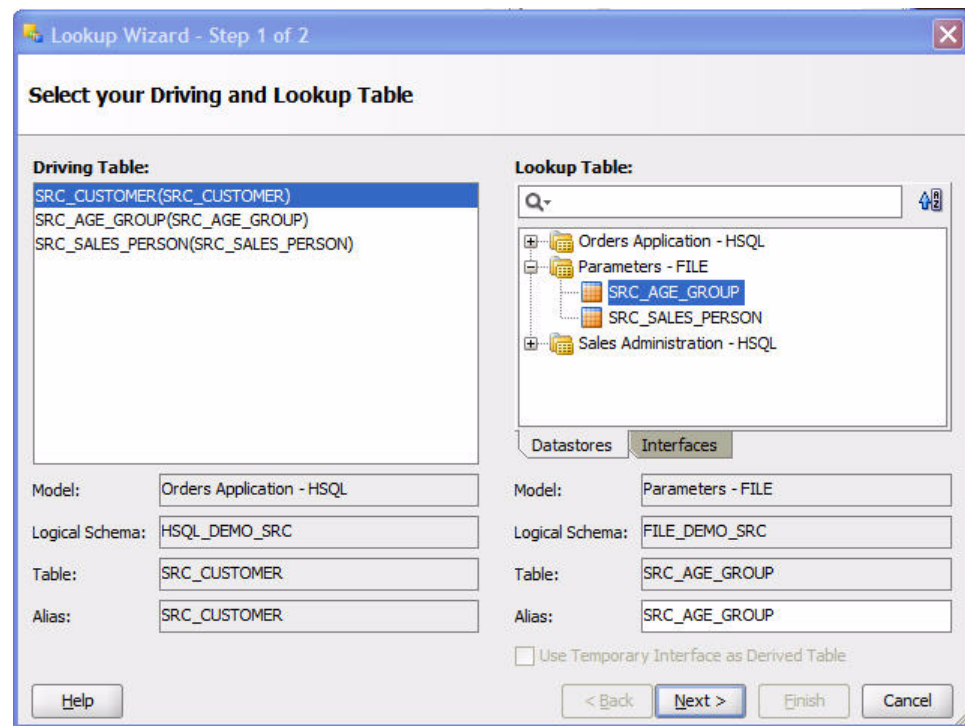 Lookup Wizard - Step 1 of 2
Select your Driving and Lookup Table
Driving Table:
SRC_CUSTOMER(SRC_CUSTOMER)
SRC_AGE_GROUP(SRC_AGE_GROUP)
SRC_SALES_PERSON(SRC_SALES_PERSON)
Model: Orders Application - HSQL
Logical Schema: HSQL_DEMO_SRC
Table: SRC_CUSTOMER
Alias: SRC_CUSTOMER
Lookup Table:
Orders Application - HSQL
Parameters - FILE
SRC_AGE_GROUP
SRC_SALES_PERSON
Sales Administration - HSQL
Datastores Interfaces
Model: Parameters - FILE
Logical Schema: FILE_DEMO_SRC
Table: SRC_AGE_GROUP
Alias: SRC_AGE_GROUP
Use Temporary Interface as Derived Table
Help < Back Next > Finish Cancel